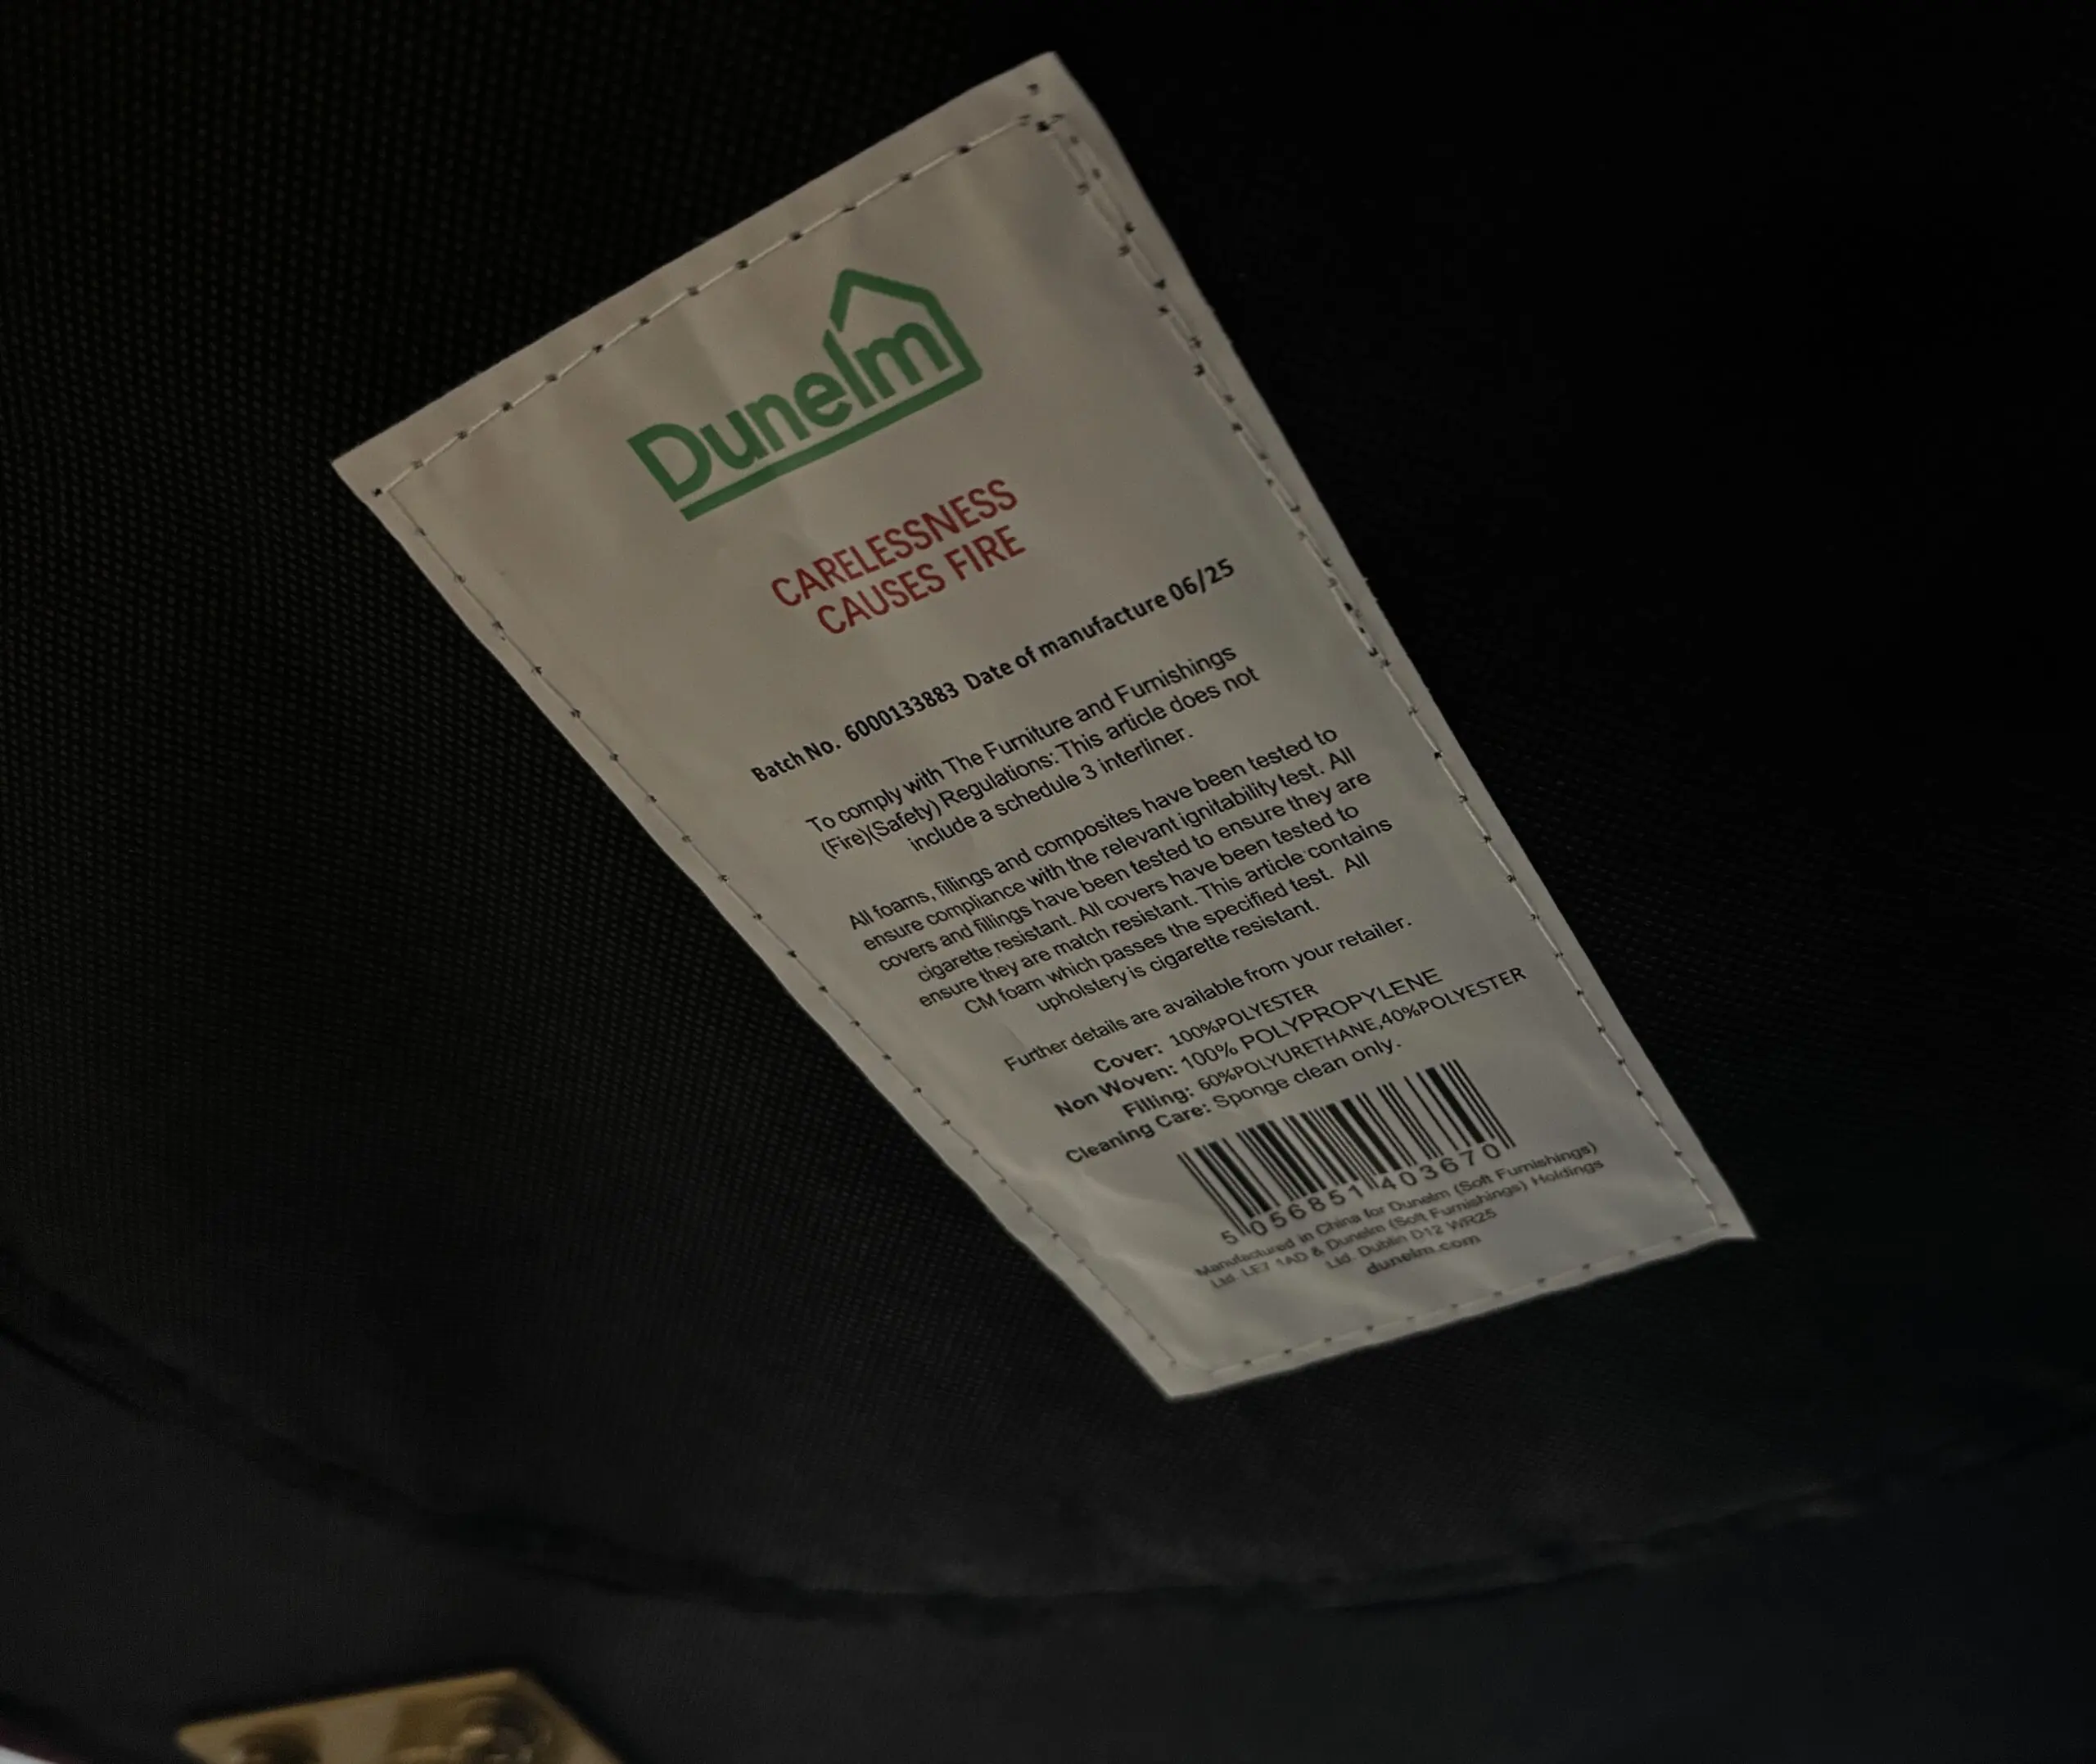 Dunelm
CARELESSNESS
CAUSES FIRE
Batch No. 6000133883 Date of manufacture 06/25
To comply with The Furniture and Furnishings
(Fire)(Safety) Regulations: This article does not
include a schedule 3 interliner.
All foams, fillings and composites have been tested to
ensure compliance with the relevant ignitability test. All
covers and fillings have been tested to ensure they are
cigarette resistant. All covers have been tested to
ensure they are match resistant. This article contains
CM foam which passes the specified test. All
upholstery is cigarette resistant.
Further details are available from your retailer.
Cover: 100%POLYESTER
Non Woven: 100% POLYPROPYLENE
Filling: 60%POLYURETHANE,40%POLYESTER
Cleaning Care: Sponge clean only.
5 056851 403670
Manufactured in China for Dunelm (Soft Furnishings)
Ltd. LE7 1AD & Dunelm (Soft Furnishings) Holdings
Ltd. Dublin D12 WR25
dunelm.com